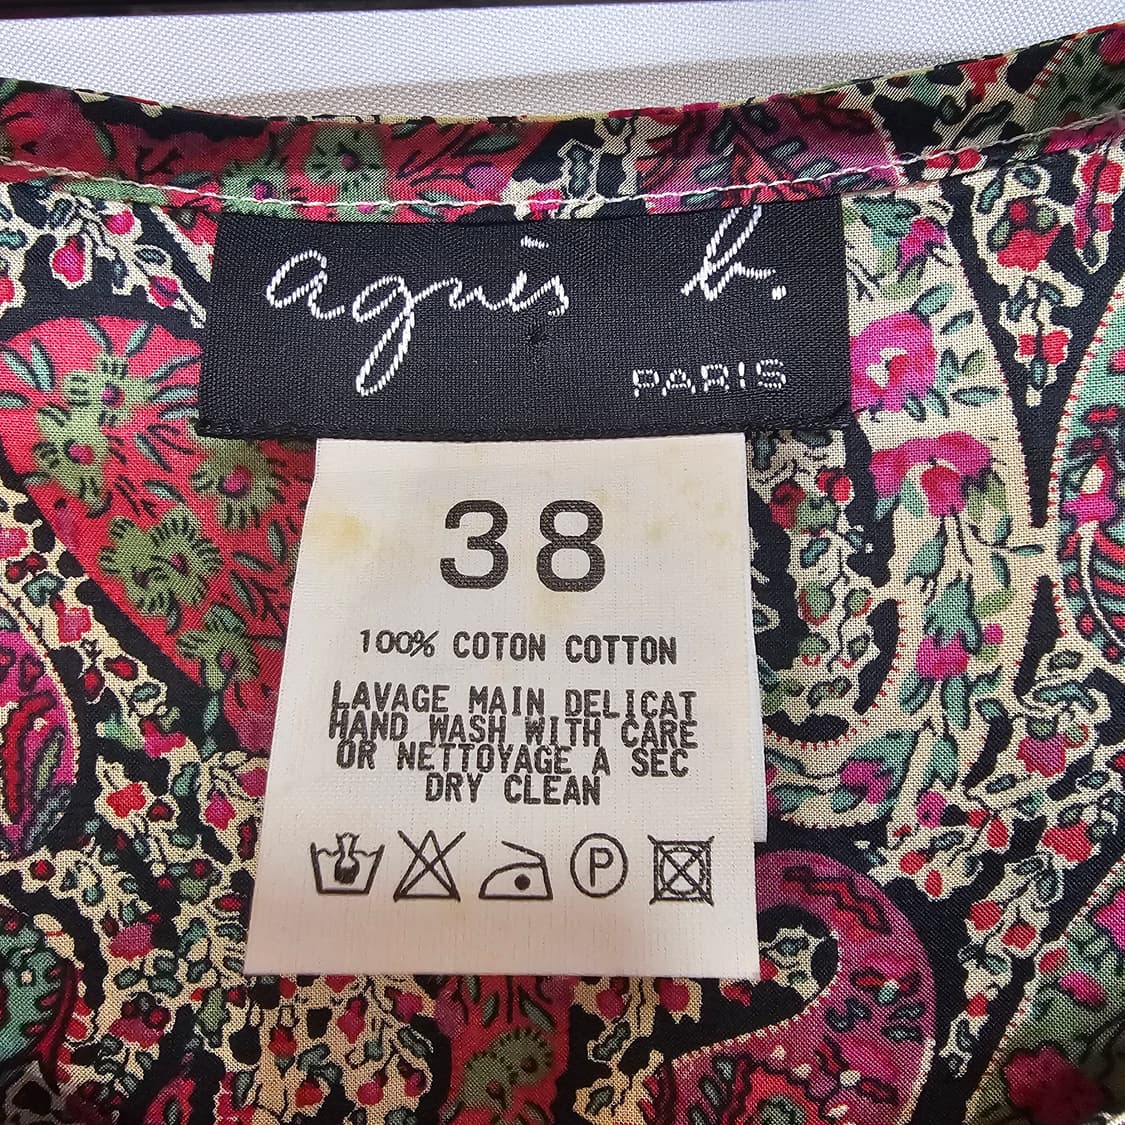 agnès b.
PARIS
38
100% COTON COTTON
LAVAGE MAIN DELICAT
HAND WASH WITH CARE
OR NETTOYAGE A SEC
DRY CLEAN
P